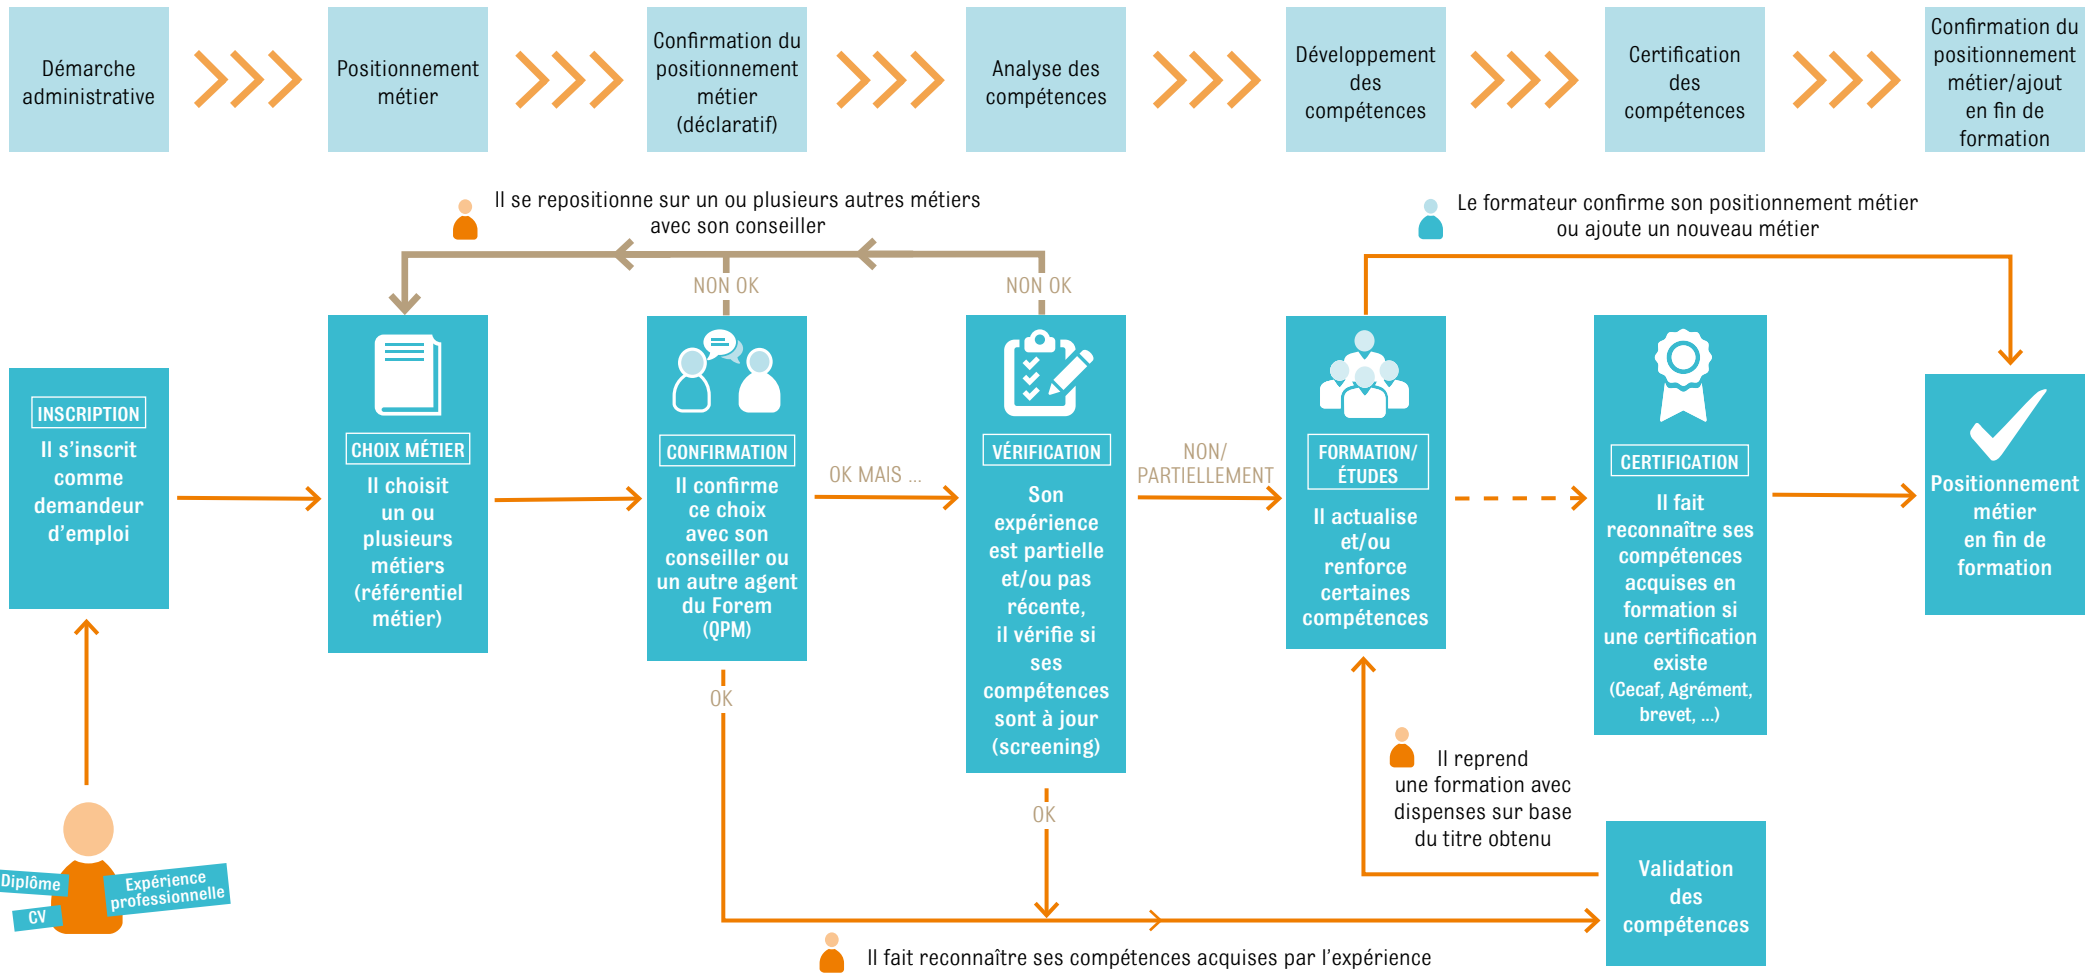 Démarche
administrative
Positionnement
métier
Confirmation du
positionnement
métier
(déclaratif)
Analyse des
compétences
Développement
des
compétences
Certification
des
compétences
Confirmation du
positionnement
métier/ajout
en fin de
formation
Il se repositionne sur un ou plusieurs autres métiers
avec son conseiller
Le formateur confirme son positionnement métier
ou ajoute un nouveau métier
NON OK
NON OK
INSCRIPTION
Il s’inscrit
comme
demandeur
d’emploi
CHOIX MÉTIER
Il choisit
un ou
plusieurs
métiers
(référentiel
métier)
CONFIRMATION
Il confirme
ce choix
avec son
conseiller ou
un autre agent
du Forem
(QPM)
OK MAIS ...
VÉRIFICATION
Son
expérience
est partielle
et/ou pas
récente,
il vérifie si
ses
compétences
sont à jour
(screening)
NON/
PARTIELLEMENT
FORMATION/
ÉTUDES
Il actualise
et/ou
renforce
certaines
compétences
CERTIFICATION
Il fait
reconnaître ses
compétences
acquises en
formation si
une certification
existe
(Cecaf, Agrément,
brevet, ...)
Positionnement
métier
en fin de
formation
OK
OK
Il reprend
une formation avec
dispenses sur base
du titre obtenu
Validation
des
compétences
Diplôme
CV
Expérience
professionnelle
Il fait reconnaître ses compétences acquises par l’expérience